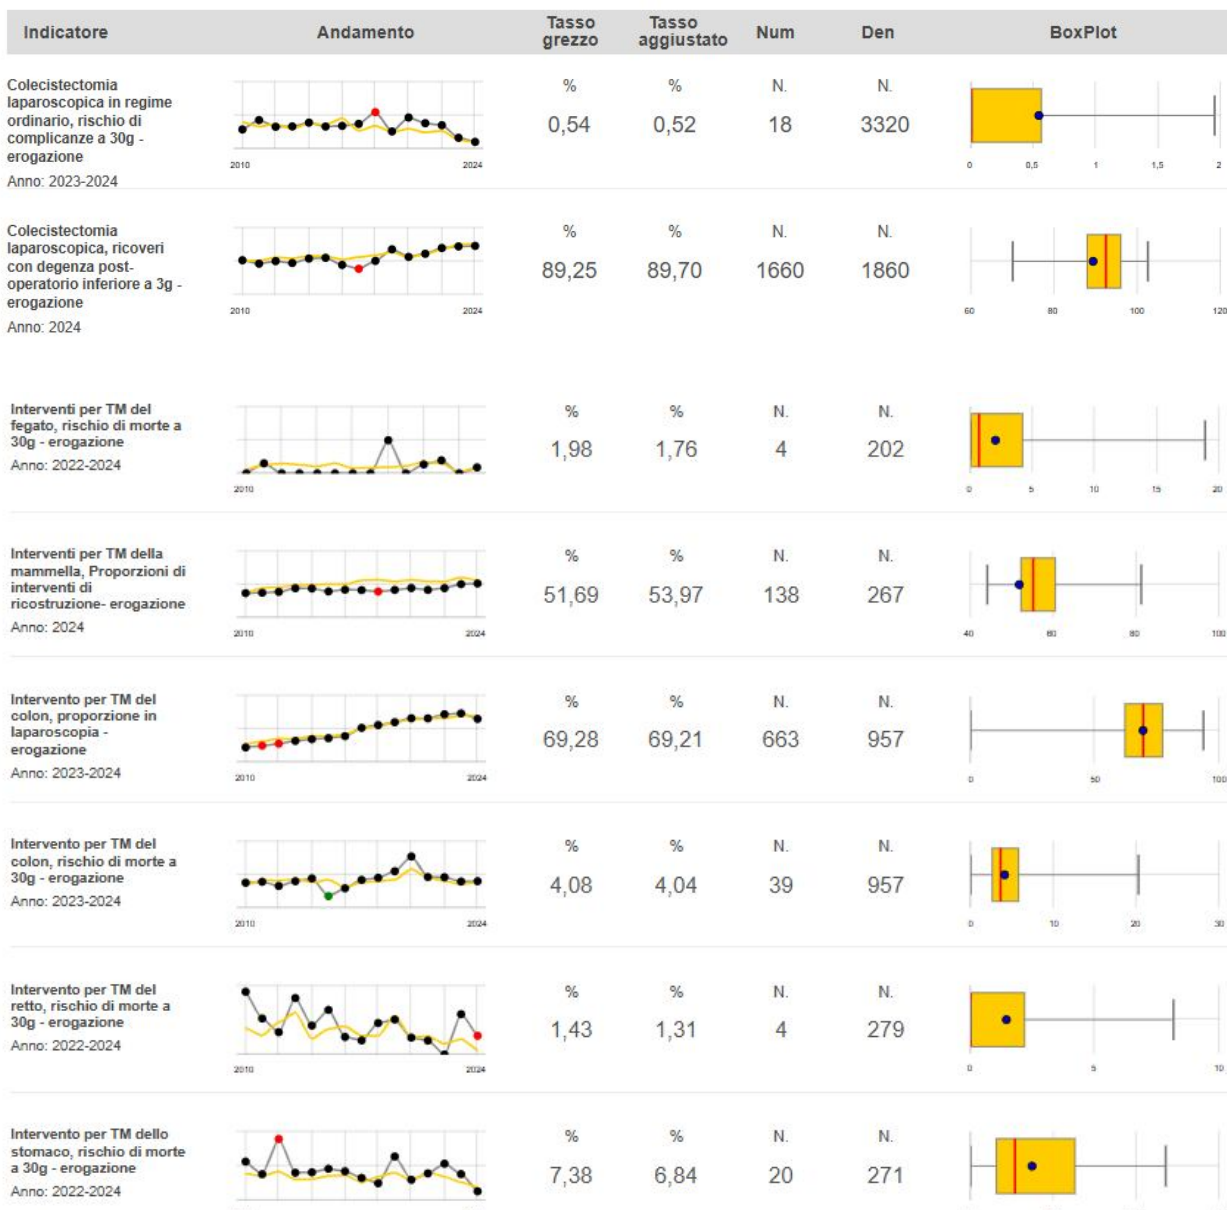 Indicatore Andamento Tasso grezzo Tasso aggiustato Num Den BoxPlot
Colecistectomia
laparoscopica in regime
ordinario, rischio di
complicanze a 30g -
erogazione
Anno: 2023-2024
2010 2024
% % N. N.
0,54 0,52 18 3320
0 0,5 1 1,5 2
Colecistectomia
laparoscopica, ricoveri
con degenza post-
operatorio inferiore a 3g -
erogazione
Anno: 2024
2010 2024
% % N. N.
89,25 89,70 1660 1860
60 80 100 120
Interventi per TM del
fegato, rischio di morte a
30g - erogazione
Anno: 2022-2024
2010
% % N. N.
1,98 1,76 4 202
0 5 10 15 20
Interventi per TM della
mammella, Proporzioni di
interventi di
ricostruzione- erogazione
Anno: 2024
2010 2024
% % N. N.
51,69 53,97 138 267
40 60 80 100
Intervento per TM del
colon, proporzione in
laparoscopia -
erogazione
Anno: 2023-2024
2010 2024
% % N. N.
69,28 69,21 663 957
0 50 100
Intervento per TM del
colon, rischio di morte a
30g - erogazione
Anno: 2023-2024
2010 2024
% % N. N.
4,08 4,04 39 957
0 10 20 30
Intervento per TM del
retto, rischio di morte a
30g - erogazione
Anno: 2022-2024
2010 2024
% % N. N.
1,43 1,31 4 279
0 5 10
Intervento per TM dello
stomaco, rischio di morte
a 30g - erogazione
Anno: 2022-2024
% % N. N.
7,38 6,84 20 271